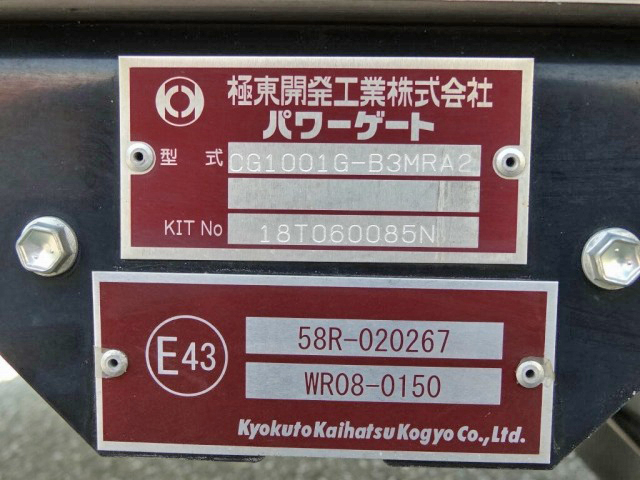 極東開発工業株式会社
パワーゲート
型式 CG1001G-B3MRA2
KIT No 18T060085N
E43
58R-020267
WR08-0150
Kyokuto Kaihatsu Kogyo Co., Ltd.